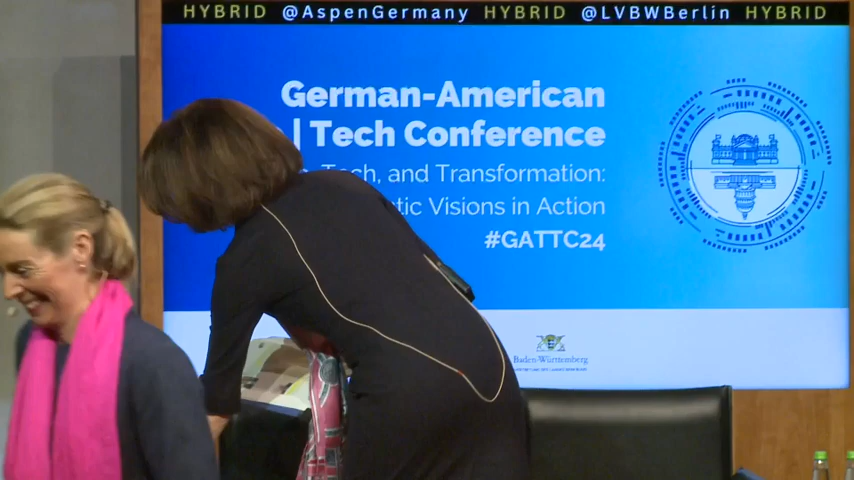 HYBRID @AspenGermany HYBRID @LVBWBerlin HYBRID
German-American
| Tech Conference
Tech, and Transformation:
Visions in Action
#GATTC24
Baden-Württemberg